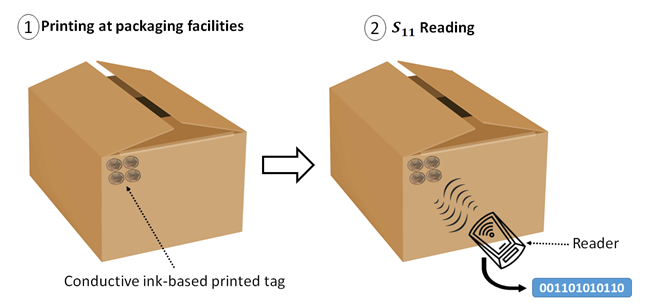 1 Printing at packaging facilities
2 S11 Reading
Conductive ink-based printed tag
Reader
001101010110